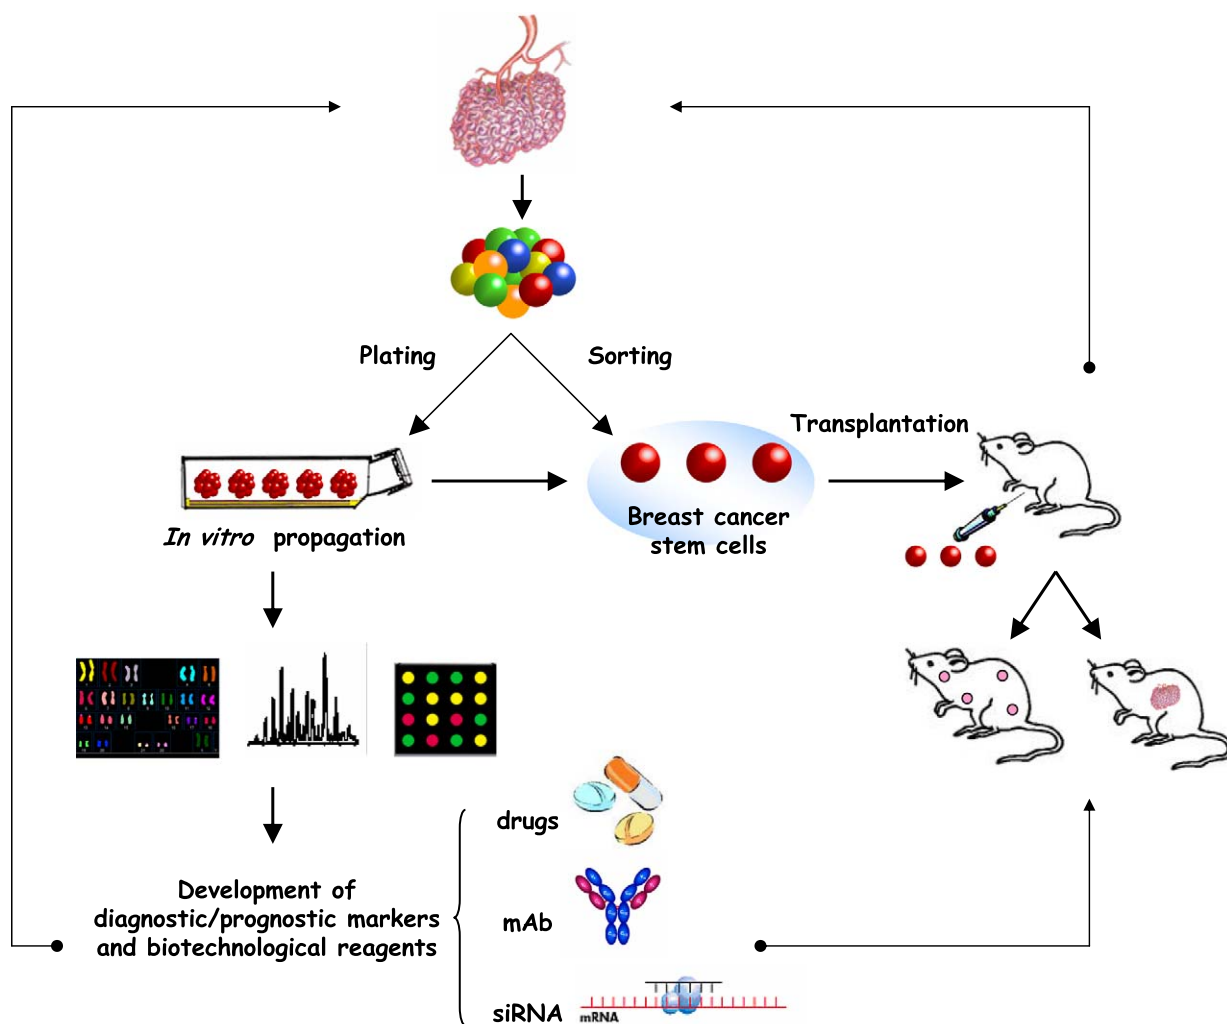 Plating
Sorting
Transplantation
Breast cancer
stem cells
In vitro propagation
drugs
Development of
diagnostic/prognostic markers
and biotechnological reagents
mAb
siRNA
mRNA